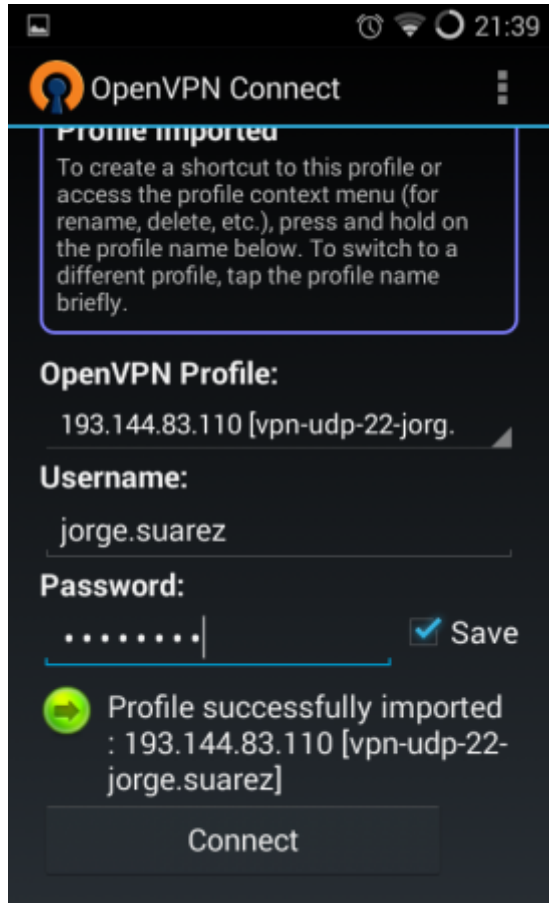 21:39
OpenVPN Connect
Profile Imported
To create a shortcut to this profile or
access the profile context menu (for
rename, delete, etc.), press and hold on
the profile name below. To switch to a
different profile, tap the profile name
briefly.
OpenVPN Profile:
193.144.83.110 [vpn-udp-22-jorg.
Username:
jorge.suarez
Password:
••••••••
Save
Profile successfully imported
: 193.144.83.110 [vpn-udp-22-
jorge.suarez]
Connect